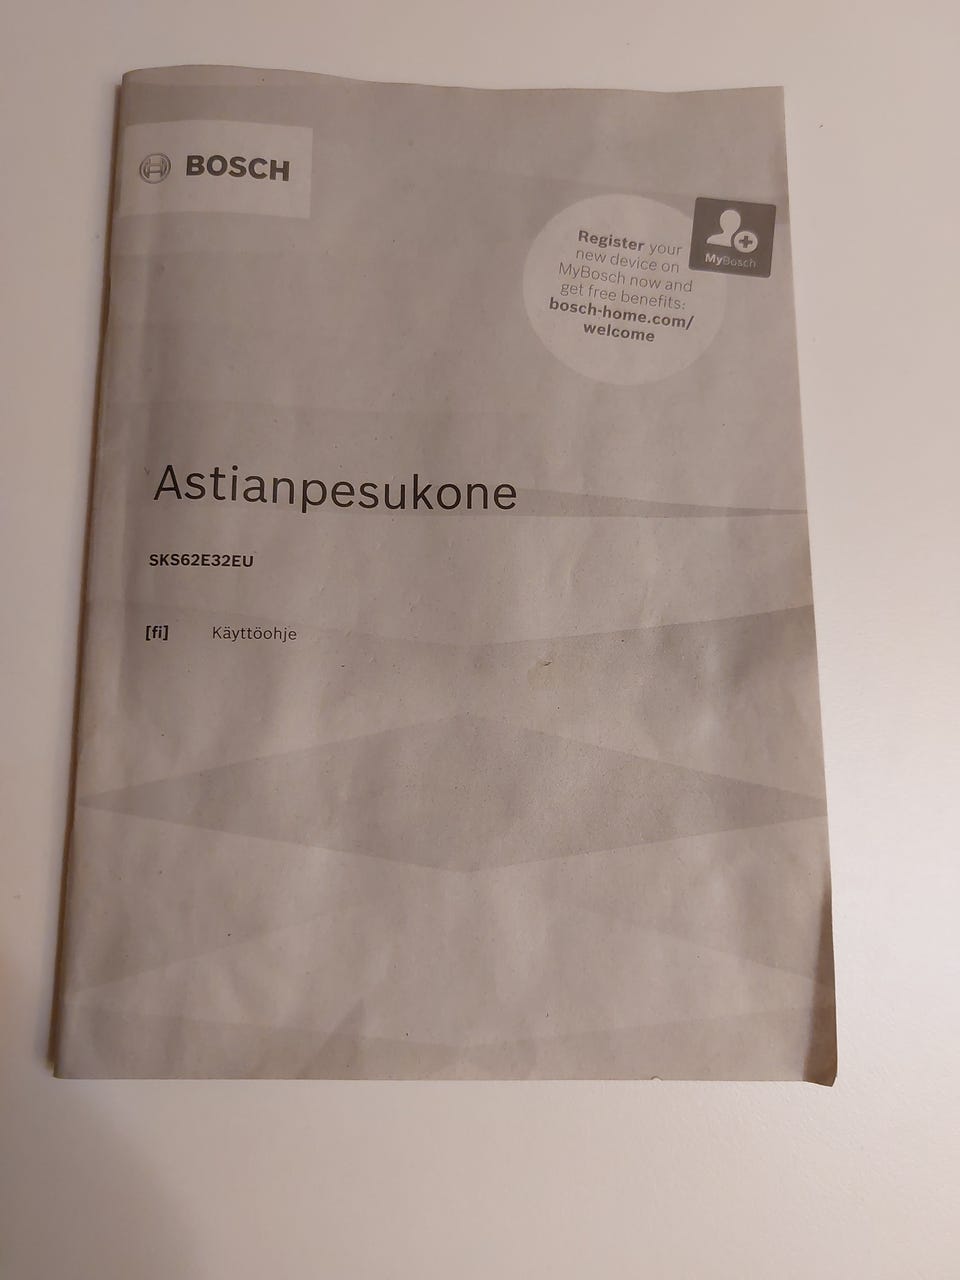 BOSCH
Register your
new device on
MyBosch now and
get free benefits:
bosch-home.com/
welcome
MyBosch
Astianpesukone
SKS62E32EU
[fi] Käyttöohje